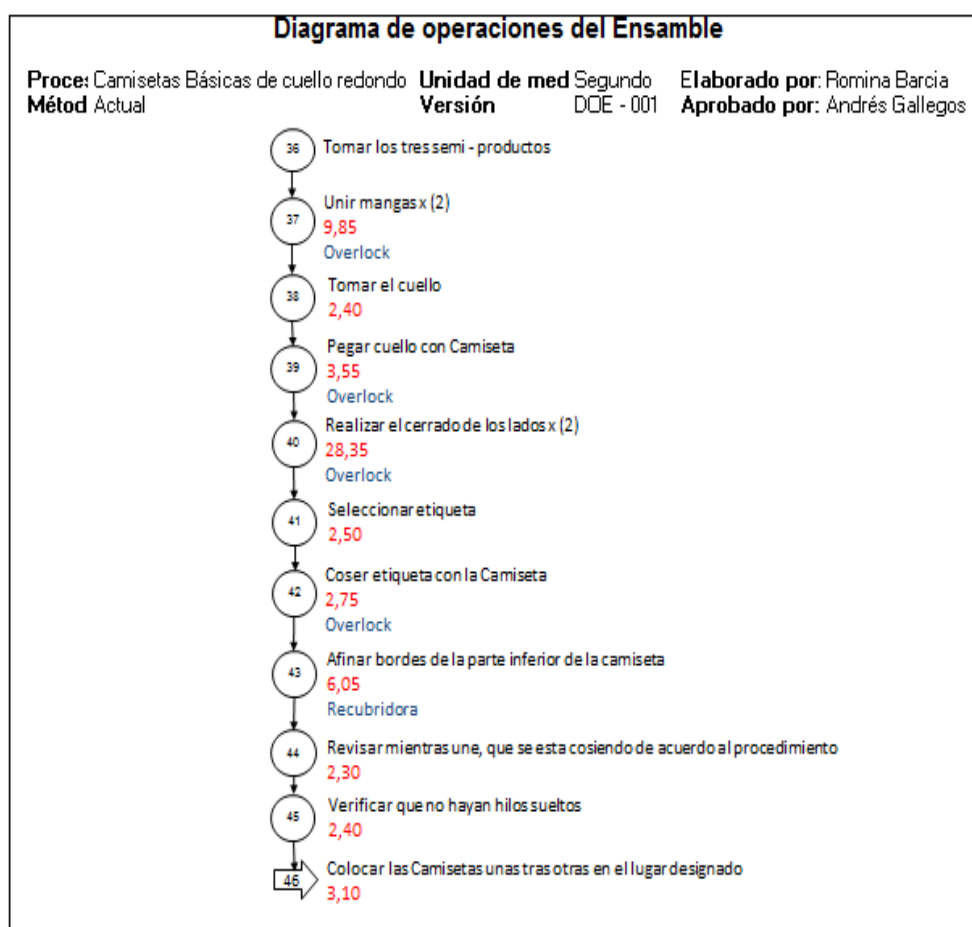 Diagrama de operaciones del Ensamble
Proce: Camisetas Básicas de cuello redondo Unidad de med Segundo Elaborado por: Romina Barcia
Métod Actual Versión DOE - 001 Aprobado por: Andrés Gallegos
36 Tomar los tres semi - productos
37 Unir mangas x (2)
9,85
Overlock
38 Tomar el cuello
2,40
39 Pegar cuello con Camiseta
3,55
Overlock
40 Realizar el cerrado de los lados x (2)
28,35
Overlock
41 Seleccionar etiqueta
2,50
42 Coser etiqueta con la Camiseta
2,75
Overlock
43 Afinar bordes de la parte inferior de la camiseta
6,05
Recubridora
44 Revisar mientras une, que se esta cosiendo de acuerdo al procedimiento
2,30
45 Verificar que no hayan hilos sueltos
2,40
46 Colocar las Camisetas unas tras otras en el lugar designado
3,10